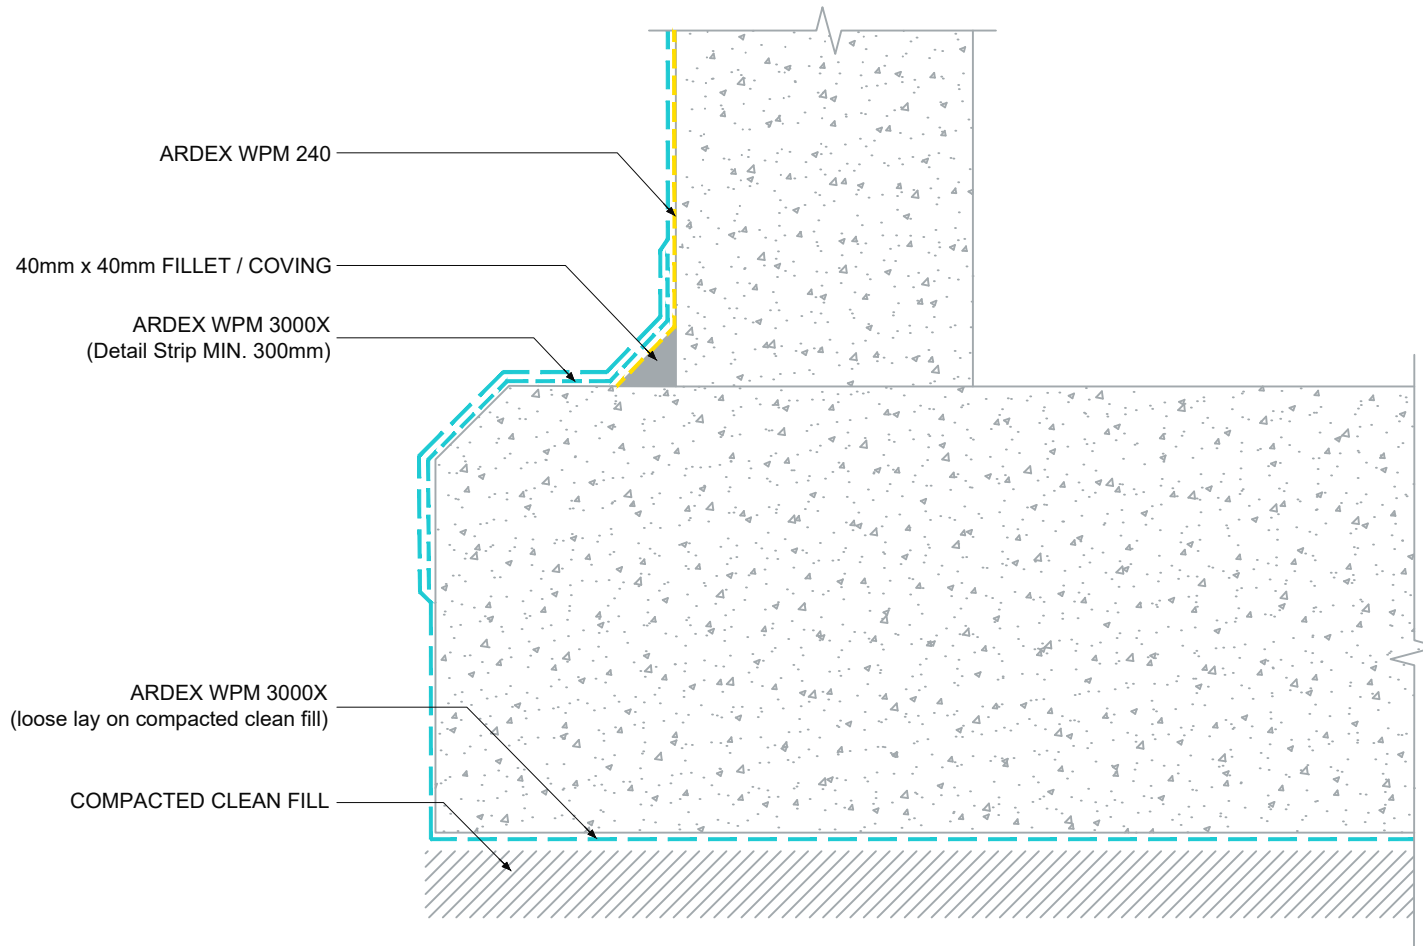 ARDEX WPM 240
40mm x 40mm FILLET / COVING
ARDEX WPM 3000X
(Detail Strip MIN. 300mm)
ARDEX WPM 3000X
(loose lay on compacted clean fill)
COMPACTED CLEAN FILL